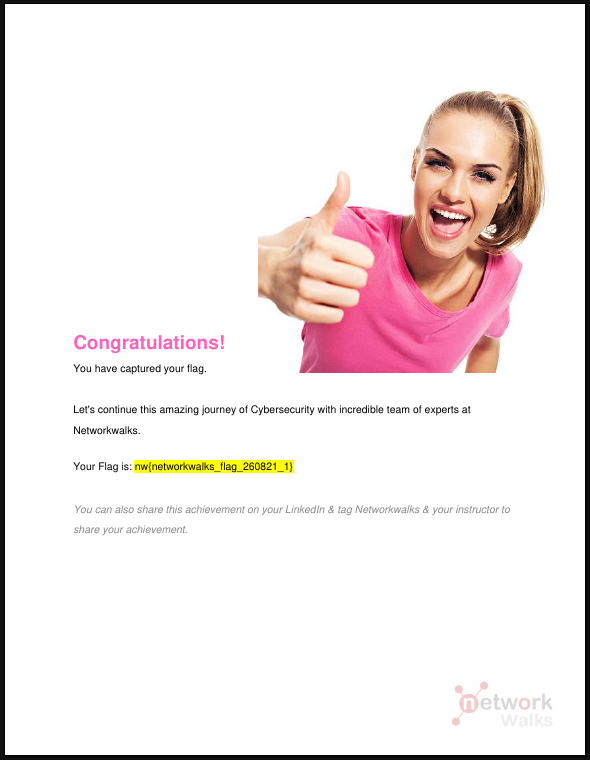 Congratulations!
You have captured your flag.
Let's continue this amazing journey of Cybersecurity with incredible team of experts at
Networkwalks.
Your Flag is: nw{networkwalks_flag_260821_1}
You can also share this achievement on your LinkedIn & tag Networkwalks & your instructor to
share your achievement.
network
Walks